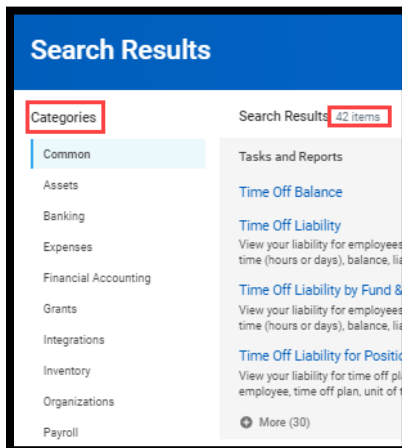 Search Results
Categories
Common
Assets
Banking
Expenses
Financial Accounting
Grants
Integrations
Inventory
Organizations
Payroll
Search Results 42 items
Tasks and Reports
Time Off Balance
Time Off Liability
View your liability for employees
time (hours or days), balance, lia
Time Off Liability by Fund &
View your liability for employees
time (hours or days), balance, lia
Time Off Liability for Positio
View your liability for time off pl
employee, time off plan, unit of t
More (30)